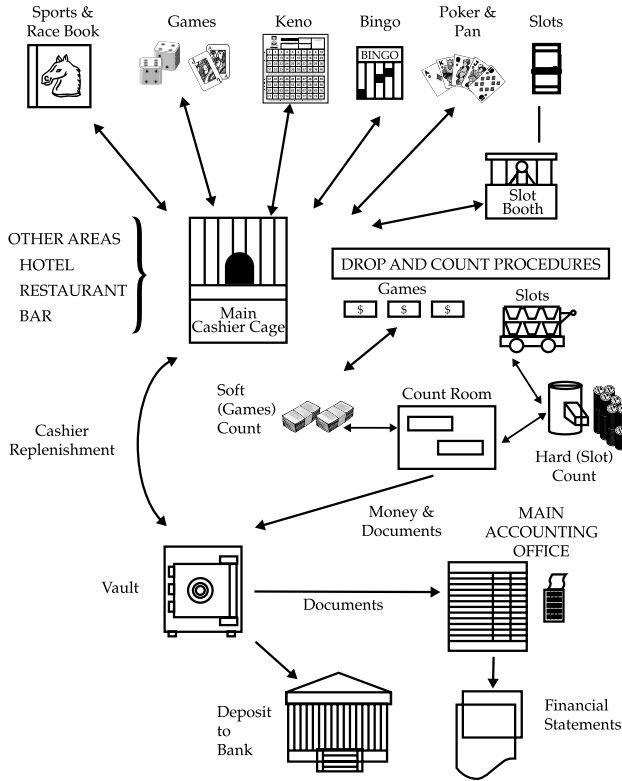 Sports &
Race Book
Games
Keno
Bingo
Poker &
Pan
Slots
BINGO
Slot
Booth
OTHER AREAS
HOTEL
RESTAURANT
BAR
Main
Cashier Cage
DROP AND COUNT PROCEDURES
Games
$ $ $
Slots
Soft
(Games)
Count
Count Room
Hard (Slot)
Count
Cashier
Replenishment
Money &
Documents
MAIN
ACCOUNTING
OFFICE
Vault
Documents
Deposit
to
Bank
Financial
Statements